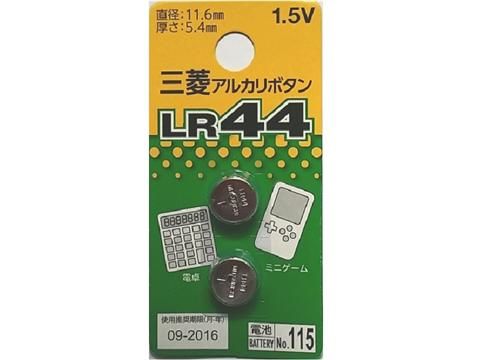 直径:11.6mm
厚さ:5.4mm
1.5V
三菱アルカリボタン
LR44
電卓
ミニゲーム
使用推奨期限(月-年)
09-2016
電池
BATTERY No.115